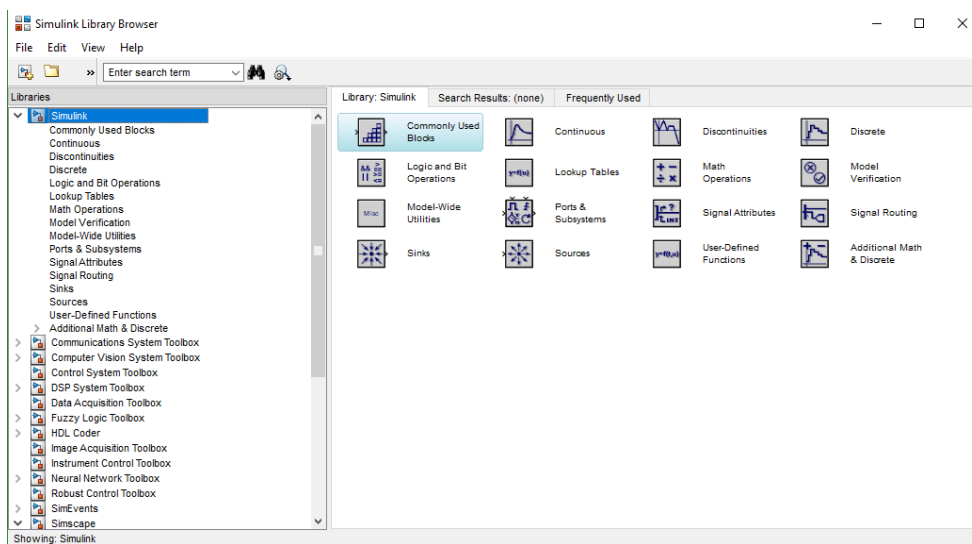 Simulink Library Browser
File Edit View Help
» Enter search term
Libraries
Simulink
Commonly Used Blocks
Continuous
Discontinuities
Discrete
Logic and Bit Operations
Lookup Tables
Math Operations
Model Verification
Model-Wide Utilities
Ports & Subsystems
Signal Attributes
Signal Routing
Sinks
Sources
User-Defined Functions
Additional Math & Discrete
Communications System Toolbox
Computer Vision System Toolbox
Control System Toolbox
DSP System Toolbox
Data Acquisition Toolbox
Fuzzy Logic Toolbox
HDL Coder
Image Acquisition Toolbox
Instrument Control Toolbox
Neural Network Toolbox
Robust Control Toolbox
SimEvents
Simscape
Showing: Simulink
Library: Simulink Search Results: (none) Frequently Used
Commonly Used
Blocks
Continuous
Discontinuities
Discrete
Logic and Bit
Operations
y=f(u)
Lookup Tables
Math
Operations
Model
Verification
Misc
Model-Wide
Utilities
Ports &
Subsystems
Signal Attributes
Signal Routing
Sinks
Sources
User-Defined
Functions
Additional Math
& Discrete